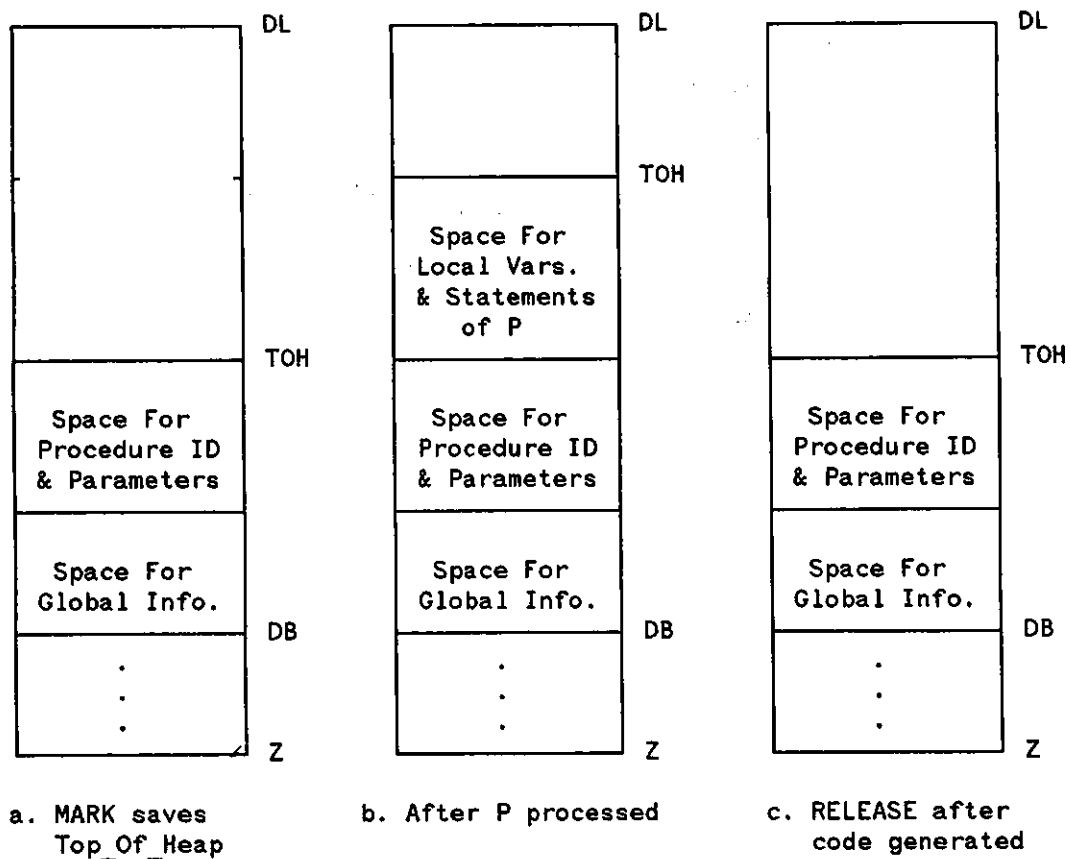 DL
TOH
Space For
Procedure ID
& Parameters
Space For
Global Info.
DB
.
.
.
Z
a. MARK saves
Top_Of_Heap
DL
TOH
Space For
Local Vars.
& Statements
of P
Space For
Procedure ID
& Parameters
Space For
Global Info.
DB
.
.
.
Z
b. After P processed
DL
TOH
Space For
Procedure ID
& Parameters
Space For
Global Info.
DB
.
.
.
Z
c. RELEASE after
code generated